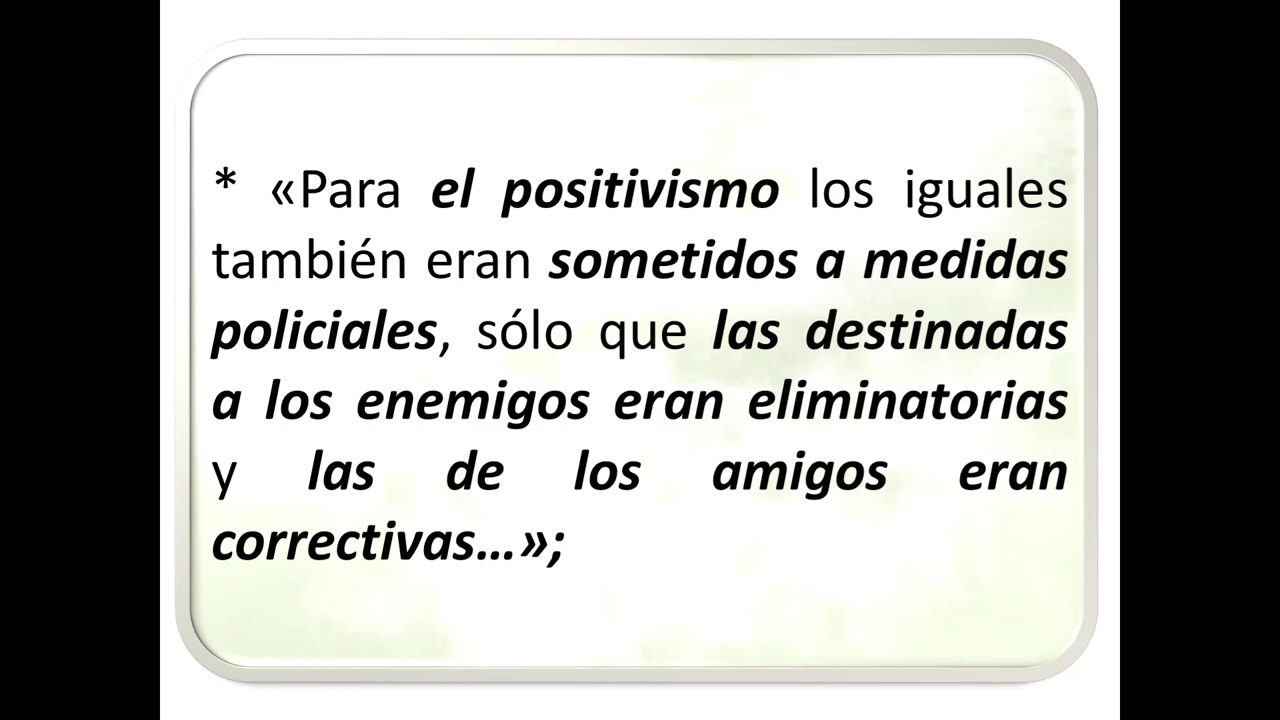 * «Para el positivismo los iguales
también eran sometidos a medidas
policiales, sólo que las destinadas
a los enemigos eran eliminatorias
y las de los amigos eran
correctivas...»;